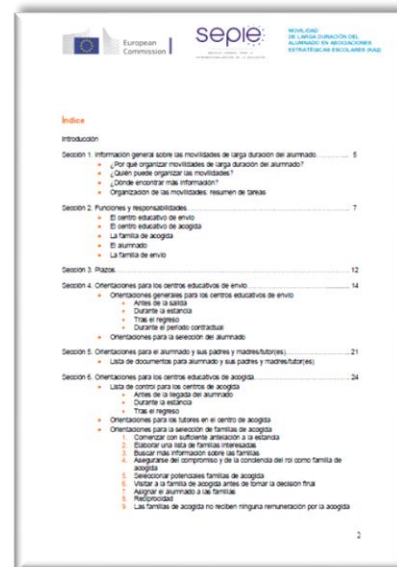 European
Commission
sepie
MOVILIDAD
DE LARGA DURACIÓN DEL
ALUMNADO EN ASOCIACIONES
ESTRATÉGICAS ESCOLARES (KA2)
Índice
Introducción
Sección 1. Información general sobre las movilidades de larga duración del alumnado 5
¿Por qué organizar movilidades de larga duración del alumnado?
¿Quién puede organizar las movilidades?
¿Dónde encontrar más información?
Organización de las movilidades: resumen de tareas
Sección 2. Funciones y responsabilidades 7
El centro educativo de envío
El centro educativo de acogida
La familia de acogida
El alumnado
La familia de envío
Sección 3. Plazos 12
Sección 4. Orientaciones para los centros educativos de envío 14
Orientaciones generales para los centros educativos de envío
Antes de la salida
Durante la estancia
Tras el regreso
Durante el periodo contractual
Orientaciones para la selección del alumnado
Sección 5. Orientaciones para el alumnado y sus padres y madres/tutor(es) 21
Lista de documentos para alumnado y sus padres y madres/tutor(es)
Sección 6. Orientaciones para los centros educativos de acogida 24
Lista de control para los centros de acogida
Antes de la llegada del alumnado
Durante la estancia
Tras el regreso
Orientaciones para los tutores en el centro de acogida
Orientaciones para la selección de familias de acogida
1. Comenzar con suficiente antelación a la estancia
2. Elaborar una lista de familias interesadas
3. Buscar más información sobre las familias
4. Asegurarse del compromiso y de la conciencia del rol como familia de
acogida
5. Seleccionar potenciales familias de acogida
6. Visitar a la familia de acogida antes de tomar la decisión final
7. Asignar el alumnado a las familias
8. Reciprocidad
9. Las familias de acogida no reciben ninguna remuneración por la acogida
2